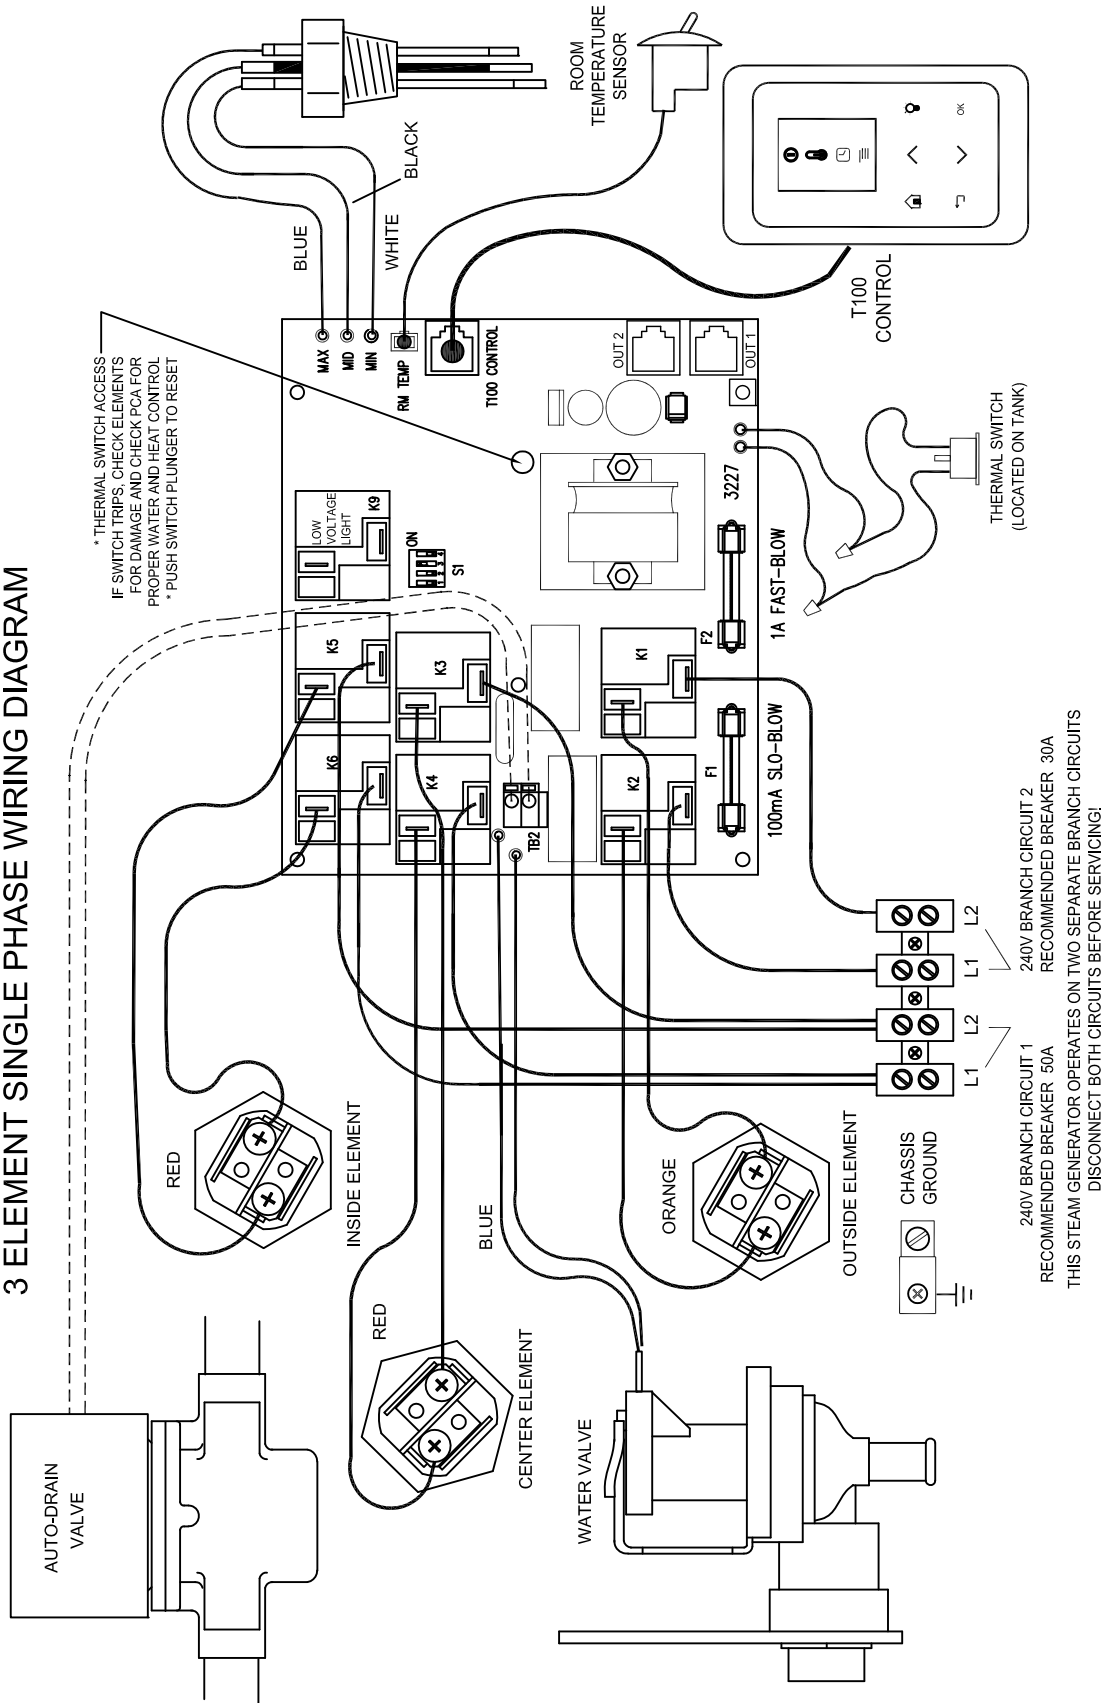 3 ELEMENT SINGLE PHASE WIRING DIAGRAM
* THERMAL SWITCH ACCESS
IF SWITCH TRIPS, CHECK ELEMENTS
FOR DAMAGE AND CHECK PCA FOR
PROPER WATER AND HEAT CONTROL
* PUSH SWITCH PLUNGER TO RESET
BLUE
BLACK
WHITE
ROOM
TEMPERATURE
SENSOR
OK
T100
CONTROL
MAX
MID
MIN
RM TEMP
T100 CONTROL
OUT 2
OUT 1
LOW
VOLTAGE
LIGHT
K9
ON
1 2 3 4
S1
K5
K6
K3
K4
K1
K2
TB2
3227
F2
1A FAST-BLOW
F1
100mA SLO-BLOW
THERMAL SWITCH
(LOCATED ON TANK)
AUTO-DRAIN
VALVE
RED
INSIDE ELEMENT
RED
CENTER ELEMENT
BLUE
WATER VALVE
ORANGE
OUTSIDE ELEMENT
CHASSIS
GROUND
L1
L2
L1
L2
240V BRANCH CIRCUIT 1
RECOMMENDED BREAKER 50A
240V BRANCH CIRCUIT 2
RECOMMENDED BREAKER 30A
THIS STEAM GENERATOR OPERATES ON TWO SEPARATE BRANCH CIRCUITS
DISCONNECT BOTH CIRCUITS BEFORE SERVICING!